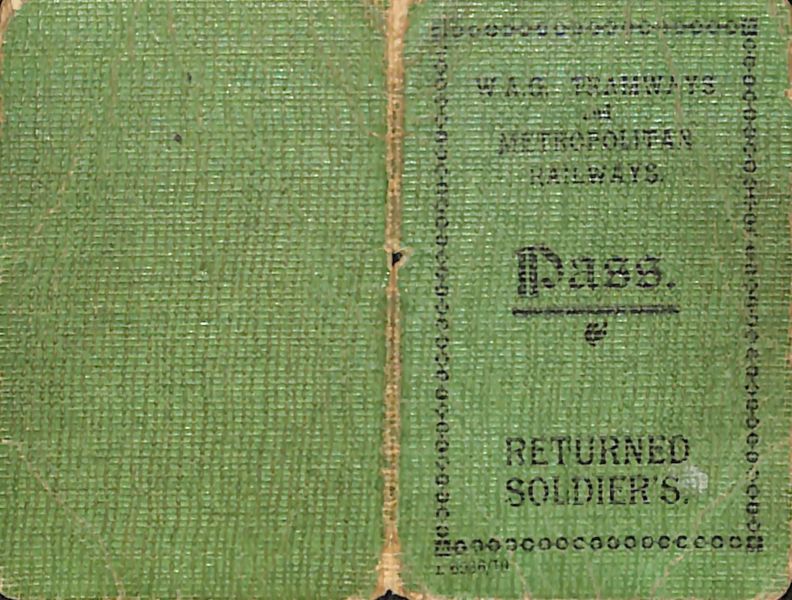 W.A.G. TRAMWAYS
and
METROPOLITAN
RAILWAYS.
Pass.
RETURNED
SOLDIER'S.